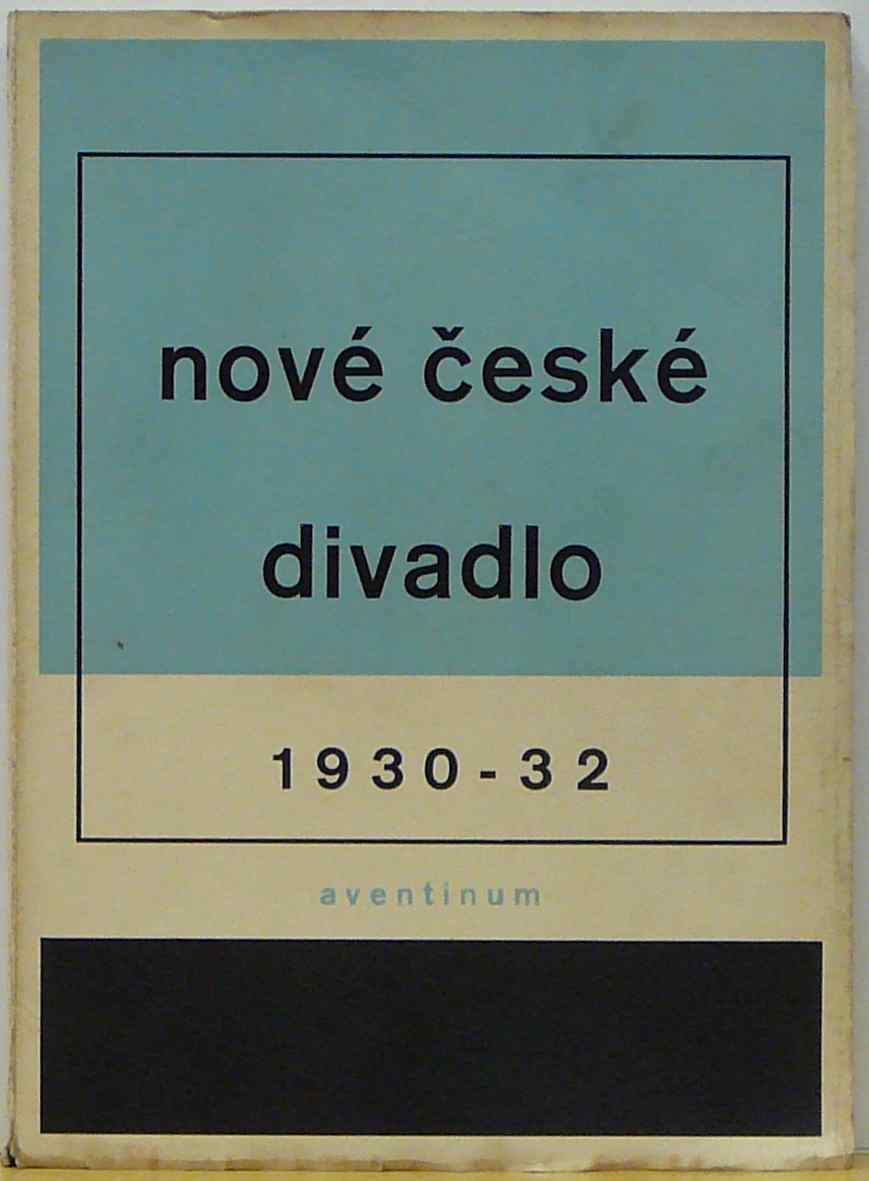 nové české
divadlo
1930-32
aventinum